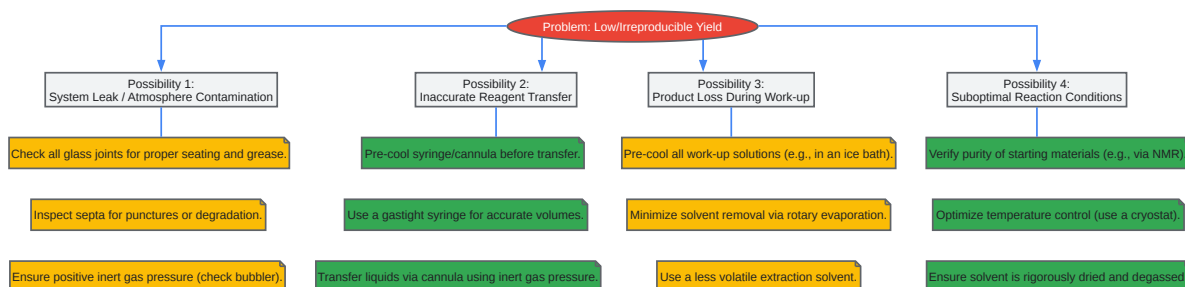 Problem: Low/Irreproducible Yield
Possibility 1:
System Leak / Atmosphere Contamination
Possibility 2:
Inaccurate Reagent Transfer
Possibility 3:
Product Loss During Work-up
Possibility 4:
Suboptimal Reaction Conditions
Check all glass joints for proper seating and grease.
Pre-cool syringe/cannula before transfer.
Pre-cool all work-up solutions (e.g., in an ice bath).
Verify purity of starting materials (e.g., via NMR).
Inspect septa for punctures or degradation.
Use a gastight syringe for accurate volumes.
Minimize solvent removal via rotary evaporation.
Optimize temperature control (use a cryostat).
Ensure positive inert gas pressure (check bubbler).
Transfer liquids via cannula using inert gas pressure.
Use a less volatile extraction solvent.
Ensure solvent is rigorously dried and degassed.